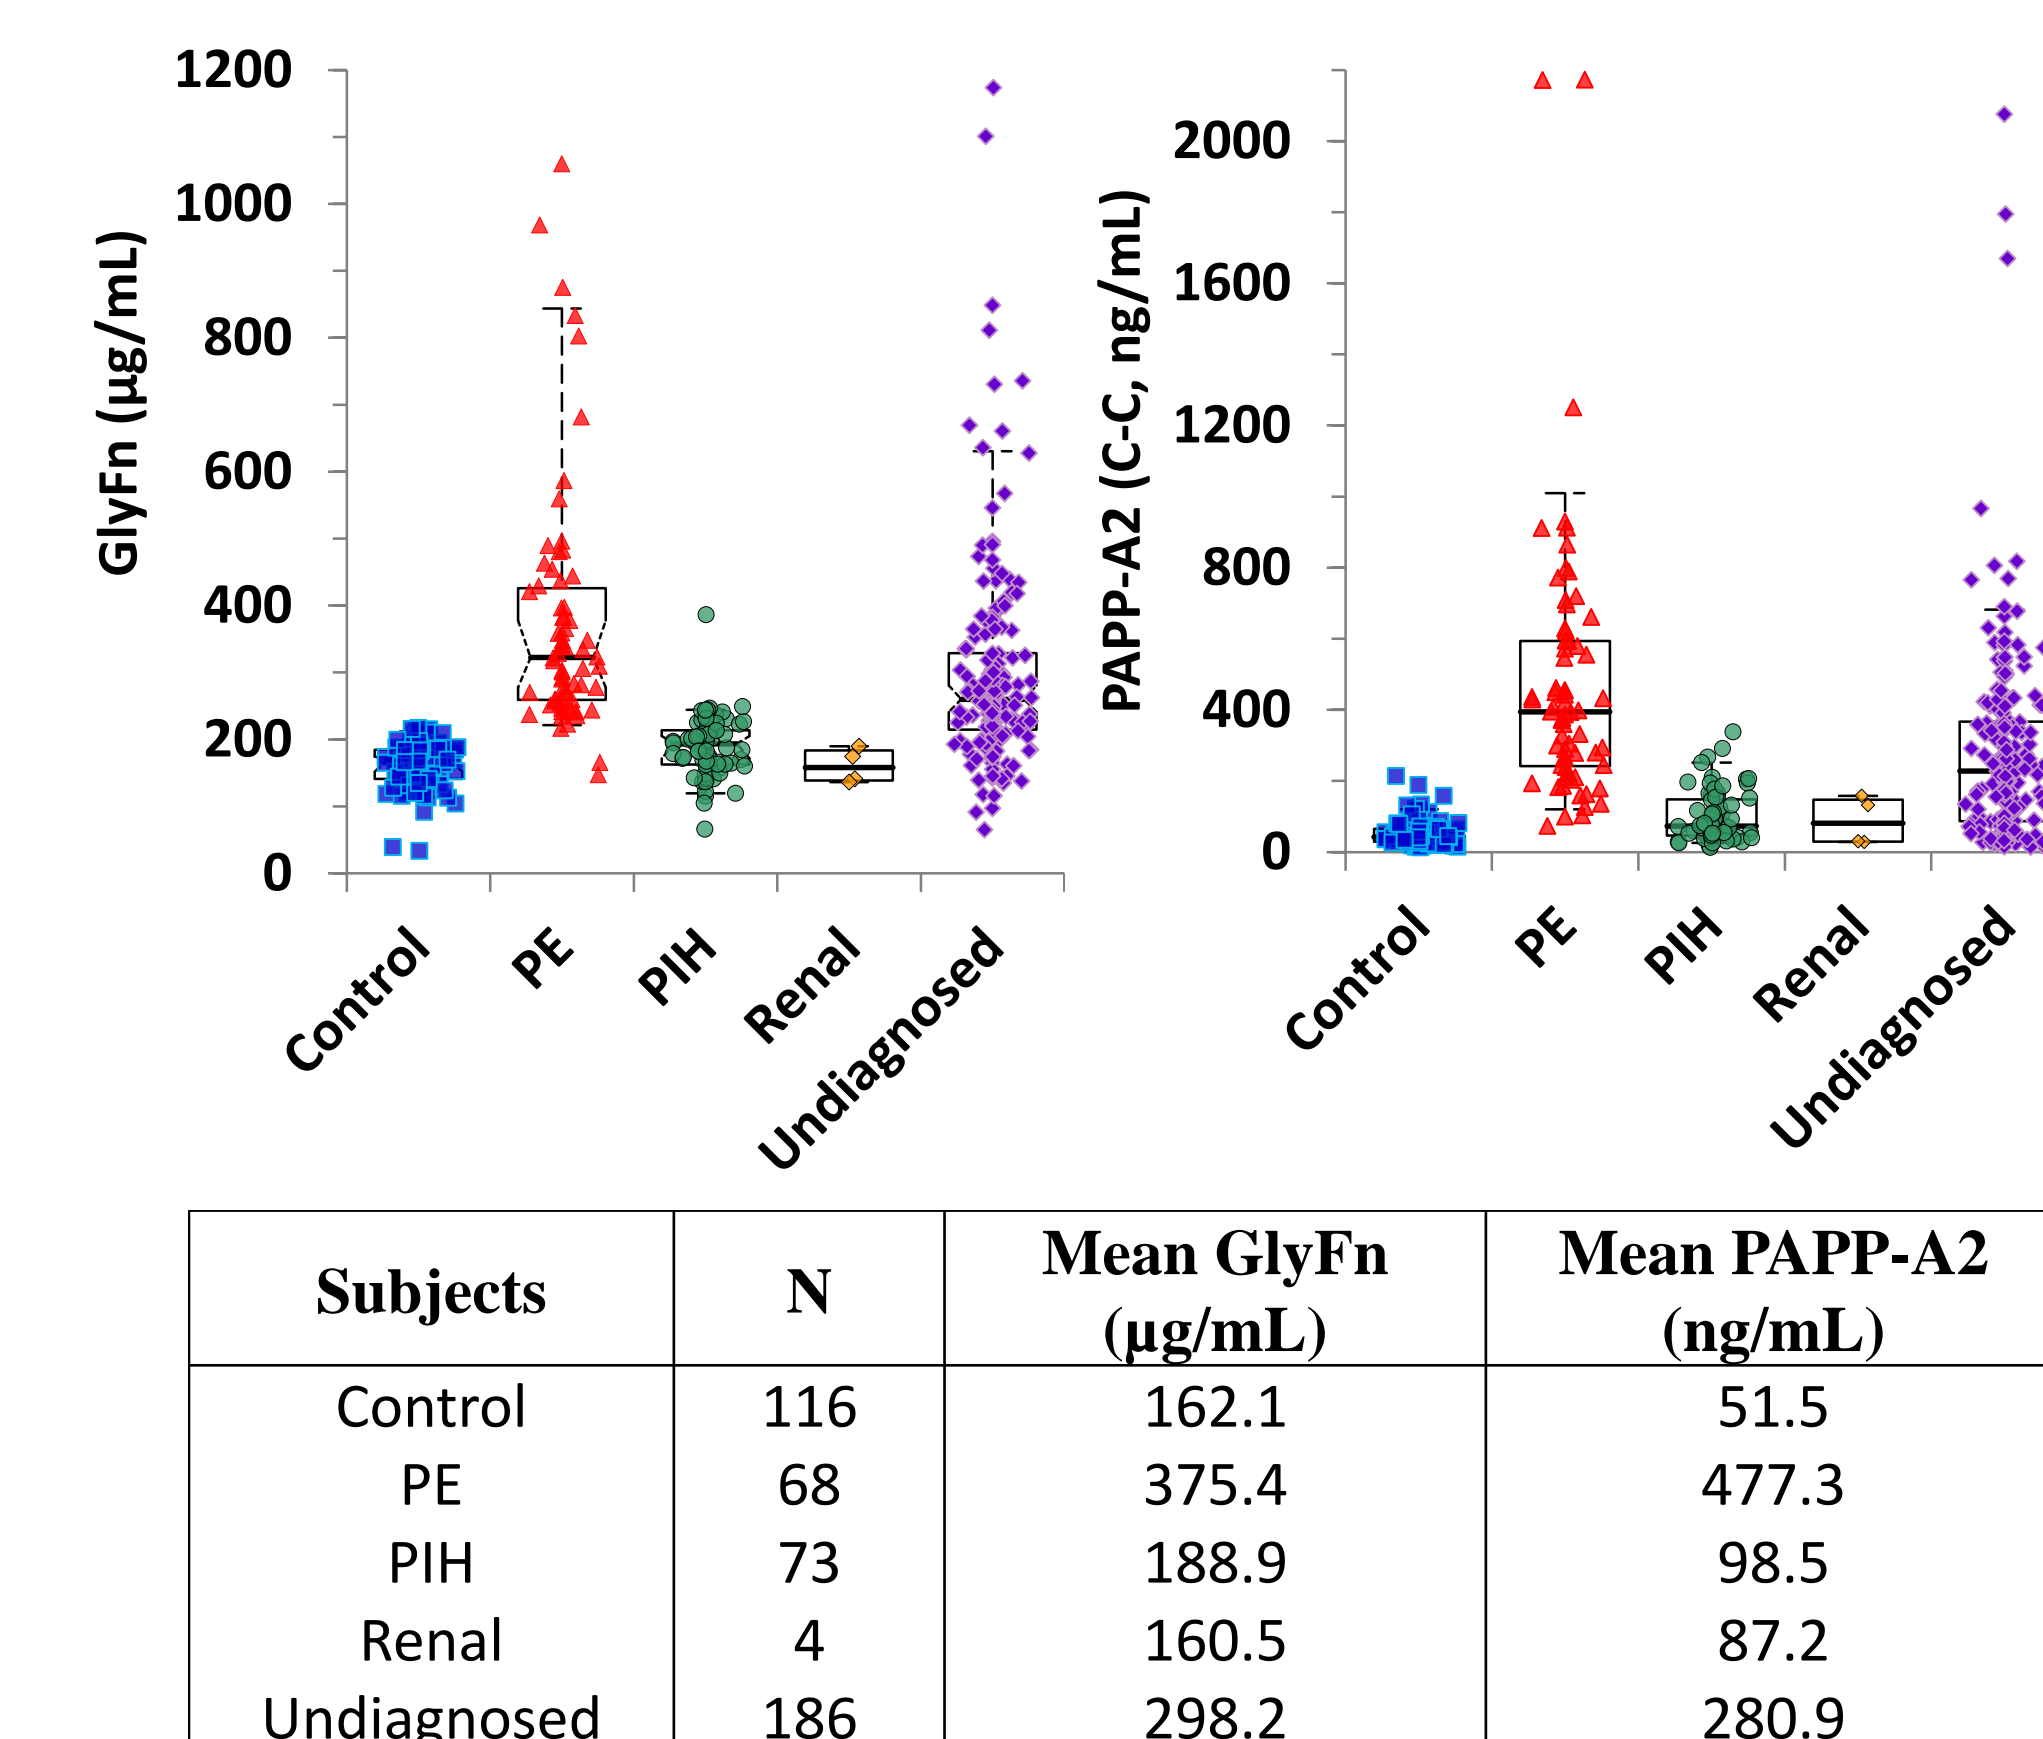 GlyFn (µg/mL)
1200
1000
800
600
400
200
0
Control
PE
PIH
Renal
Undiagnosed
PAPP-A2 (C-C, ng/mL)
2000
1600
1200
800
400
0
Control
PE
PIH
Renal
Undiagnosed
Subjects N Mean GlyFn (µg/mL) Mean PAPP-A2 (ng/mL)
Control 116 162.1 51.5
PE 68 375.4 477.3
PIH 73 188.9 98.5
Renal 4 160.5 87.2
Undiagnosed 186 298.2 280.9